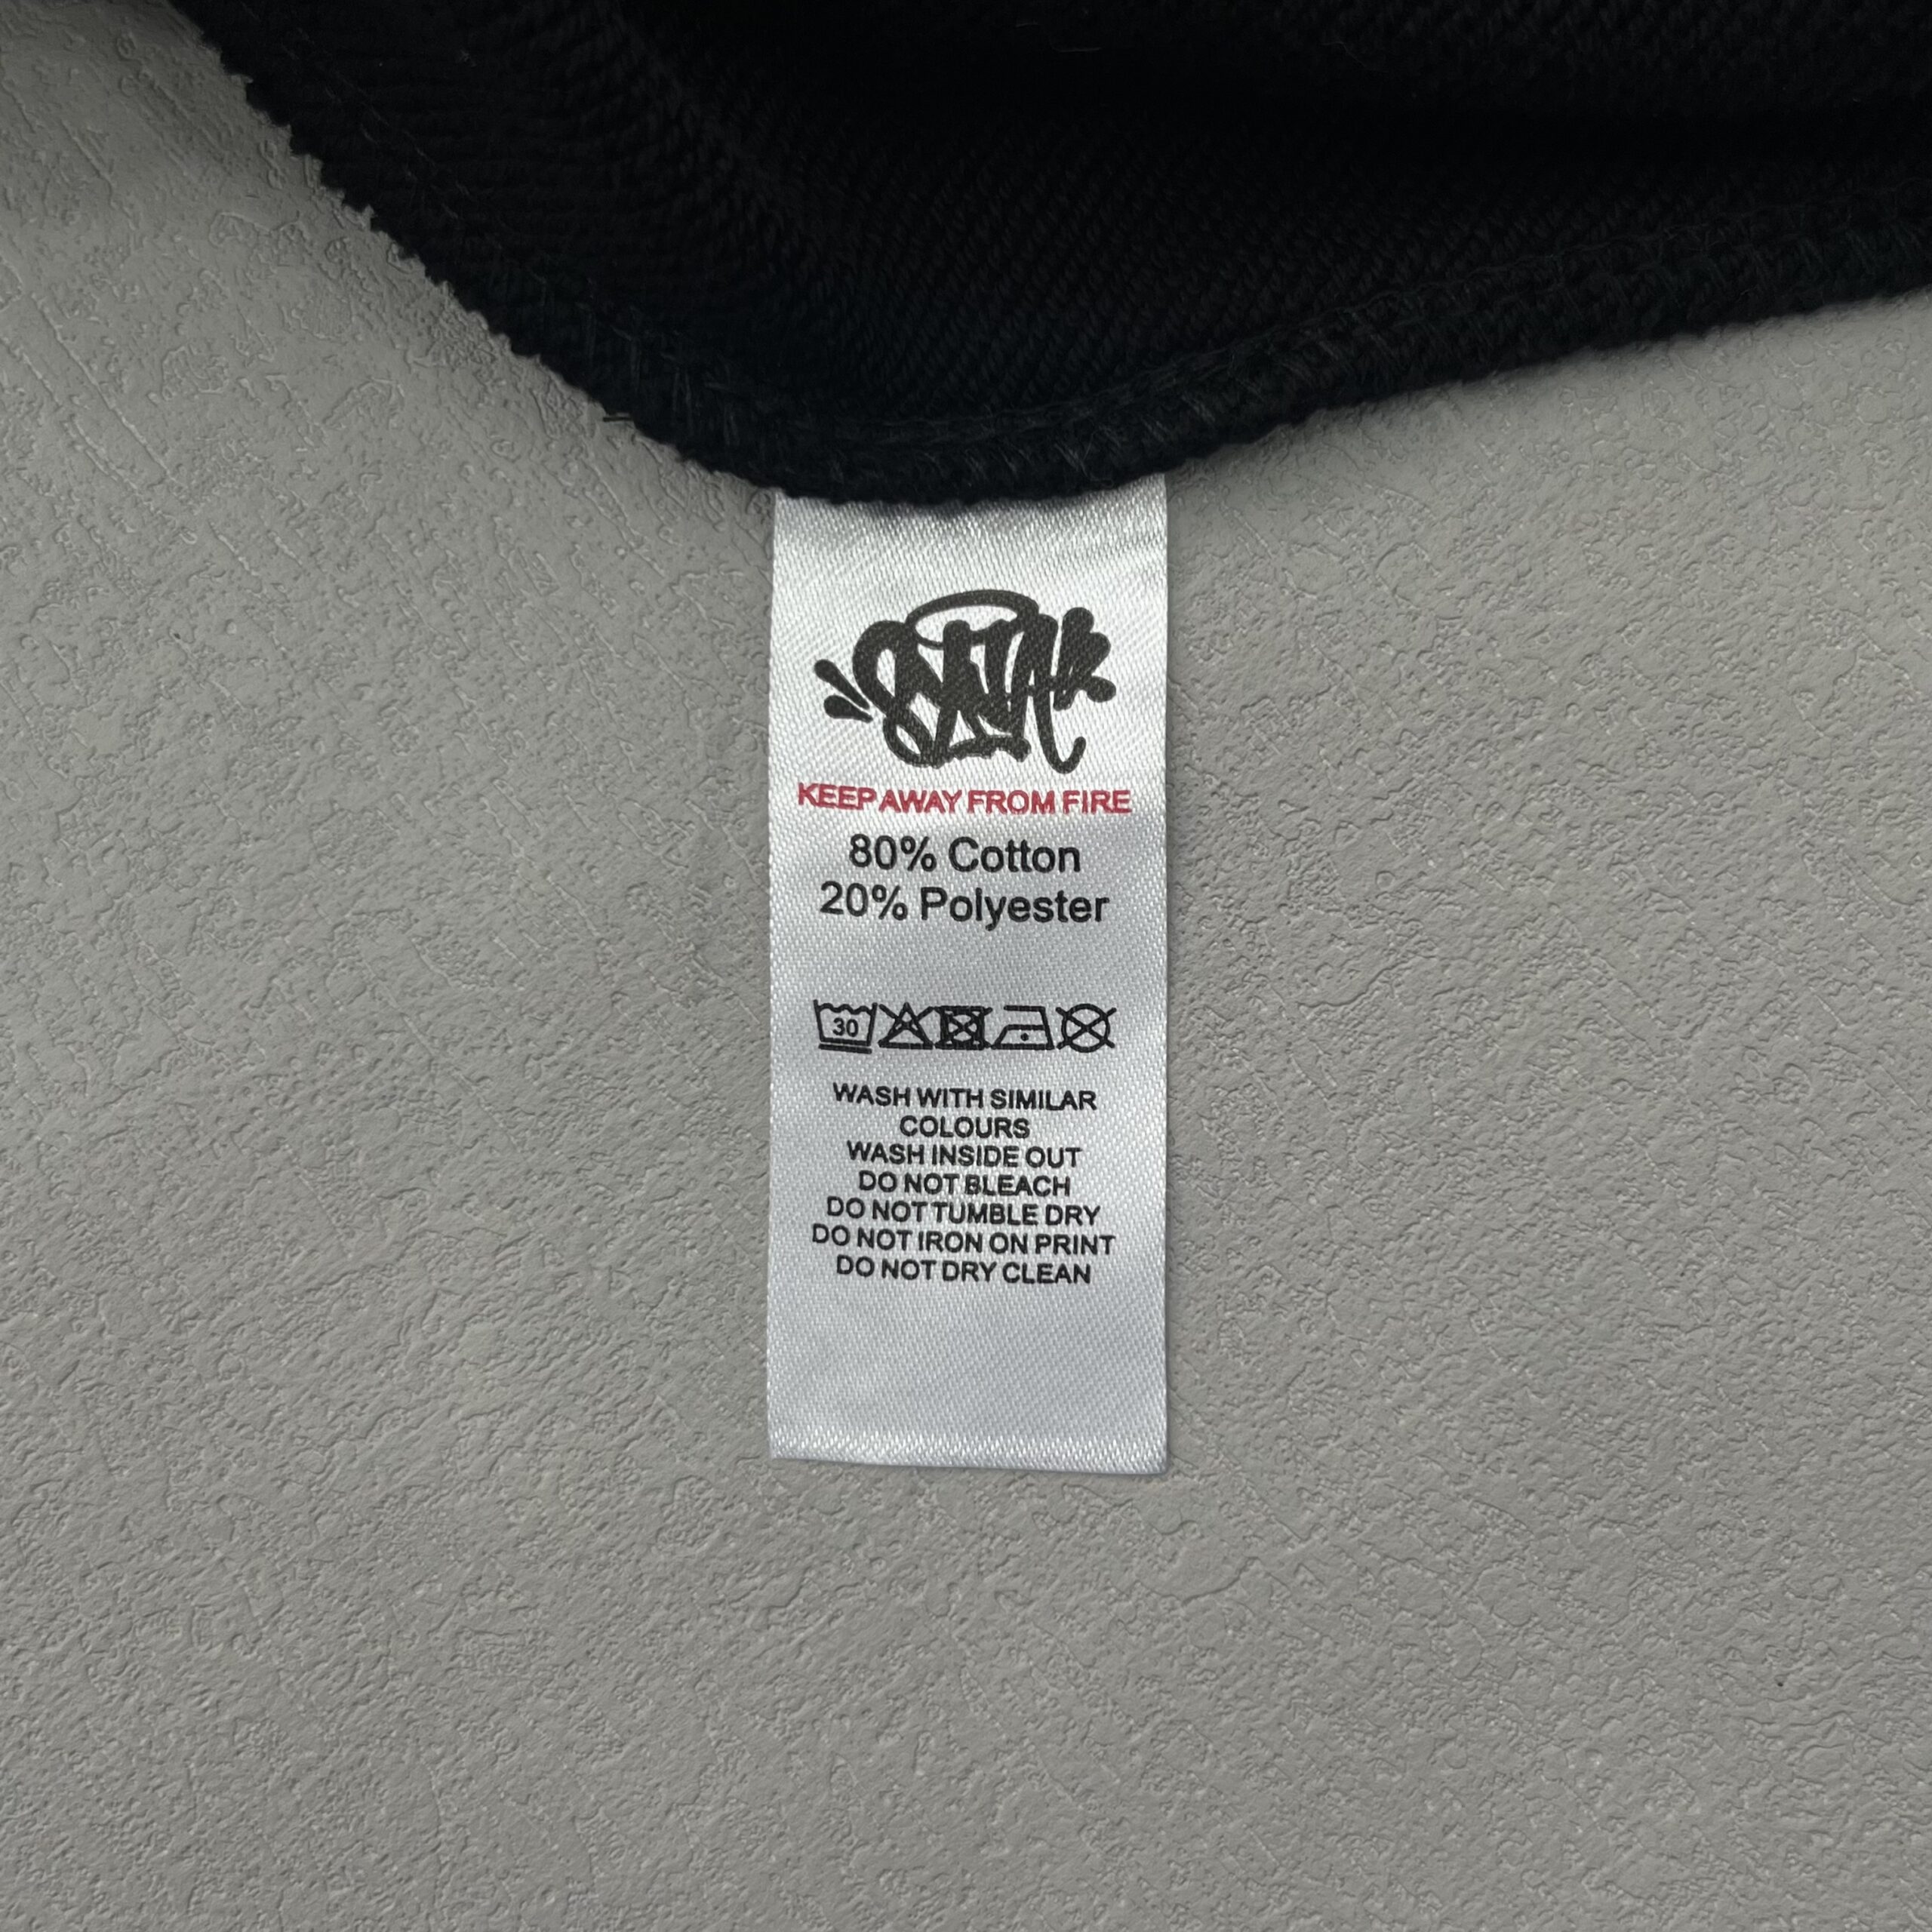 SYNA
KEEP AWAY FROM FIRE
80% Cotton
20% Polyester
30
WASH WITH SIMILAR
COLOURS
WASH INSIDE OUT
DO NOT BLEACH
DO NOT TUMBLE DRY
DO NOT IRON ON PRINT
DO NOT DRY CLEAN